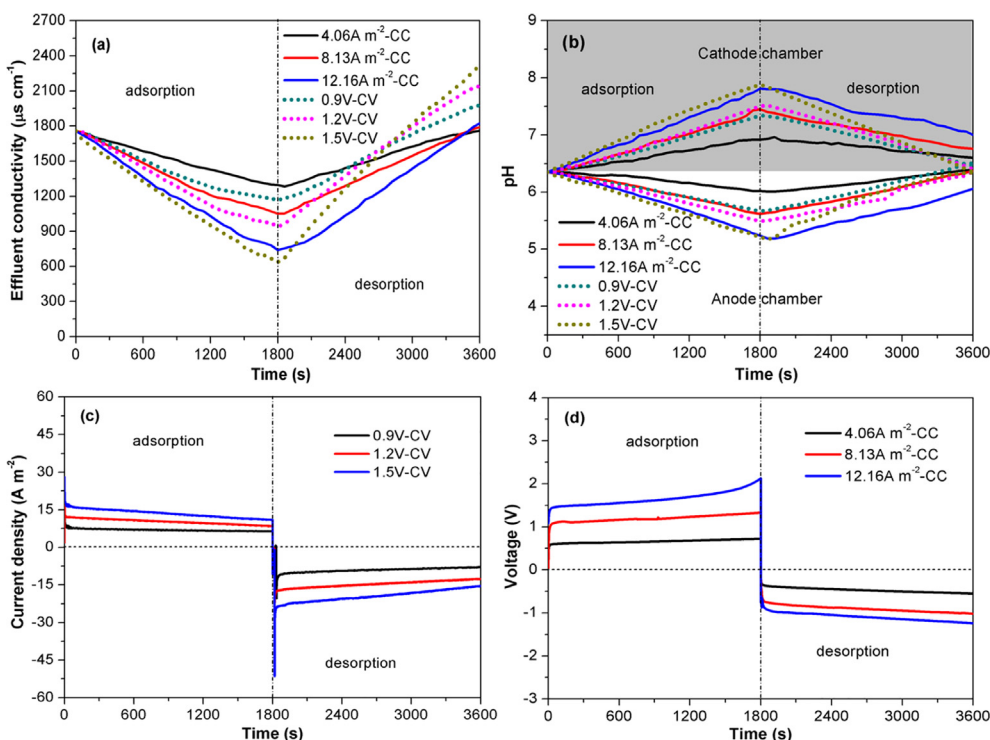 (a)
4.06A m⁻²-CC
8.13A m⁻²-CC
12.16A m⁻²-CC
0.9V-CV
1.2V-CV
1.5V-CV
adsorption
desorption
Effluent conductivity (µs cm⁻¹)
2700
2400
2100
1800
1500
1200
900
600
300
0
0 600 1200 1800 2400 3000 3600
Time (s)
(b)
Cathode chamber
adsorption
desorption
pH
9
8
7
6
5
4
4.06A m⁻²-CC
8.13A m⁻²-CC
12.16A m⁻²-CC
0.9V-CV
1.2V-CV
1.5V-CV
Anode chamber
0 600 1200 1800 2400 3000 3600
Time (s)
(c)
adsorption
0.9V-CV
1.2V-CV
1.5V-CV
desorption
Current density (A m⁻²)
60
45
30
15
0
-15
-30
-45
-60
0 600 1200 1800 2400 3000 3600
Time (s)
(d)
adsorption
4.06A m⁻²-CC
8.13A m⁻²-CC
12.16A m⁻²-CC
desorption
Voltage (V)
4
3
2
1
0
-1
-2
-3
0 600 1200 1800 2400 3000 3600
Time (s)